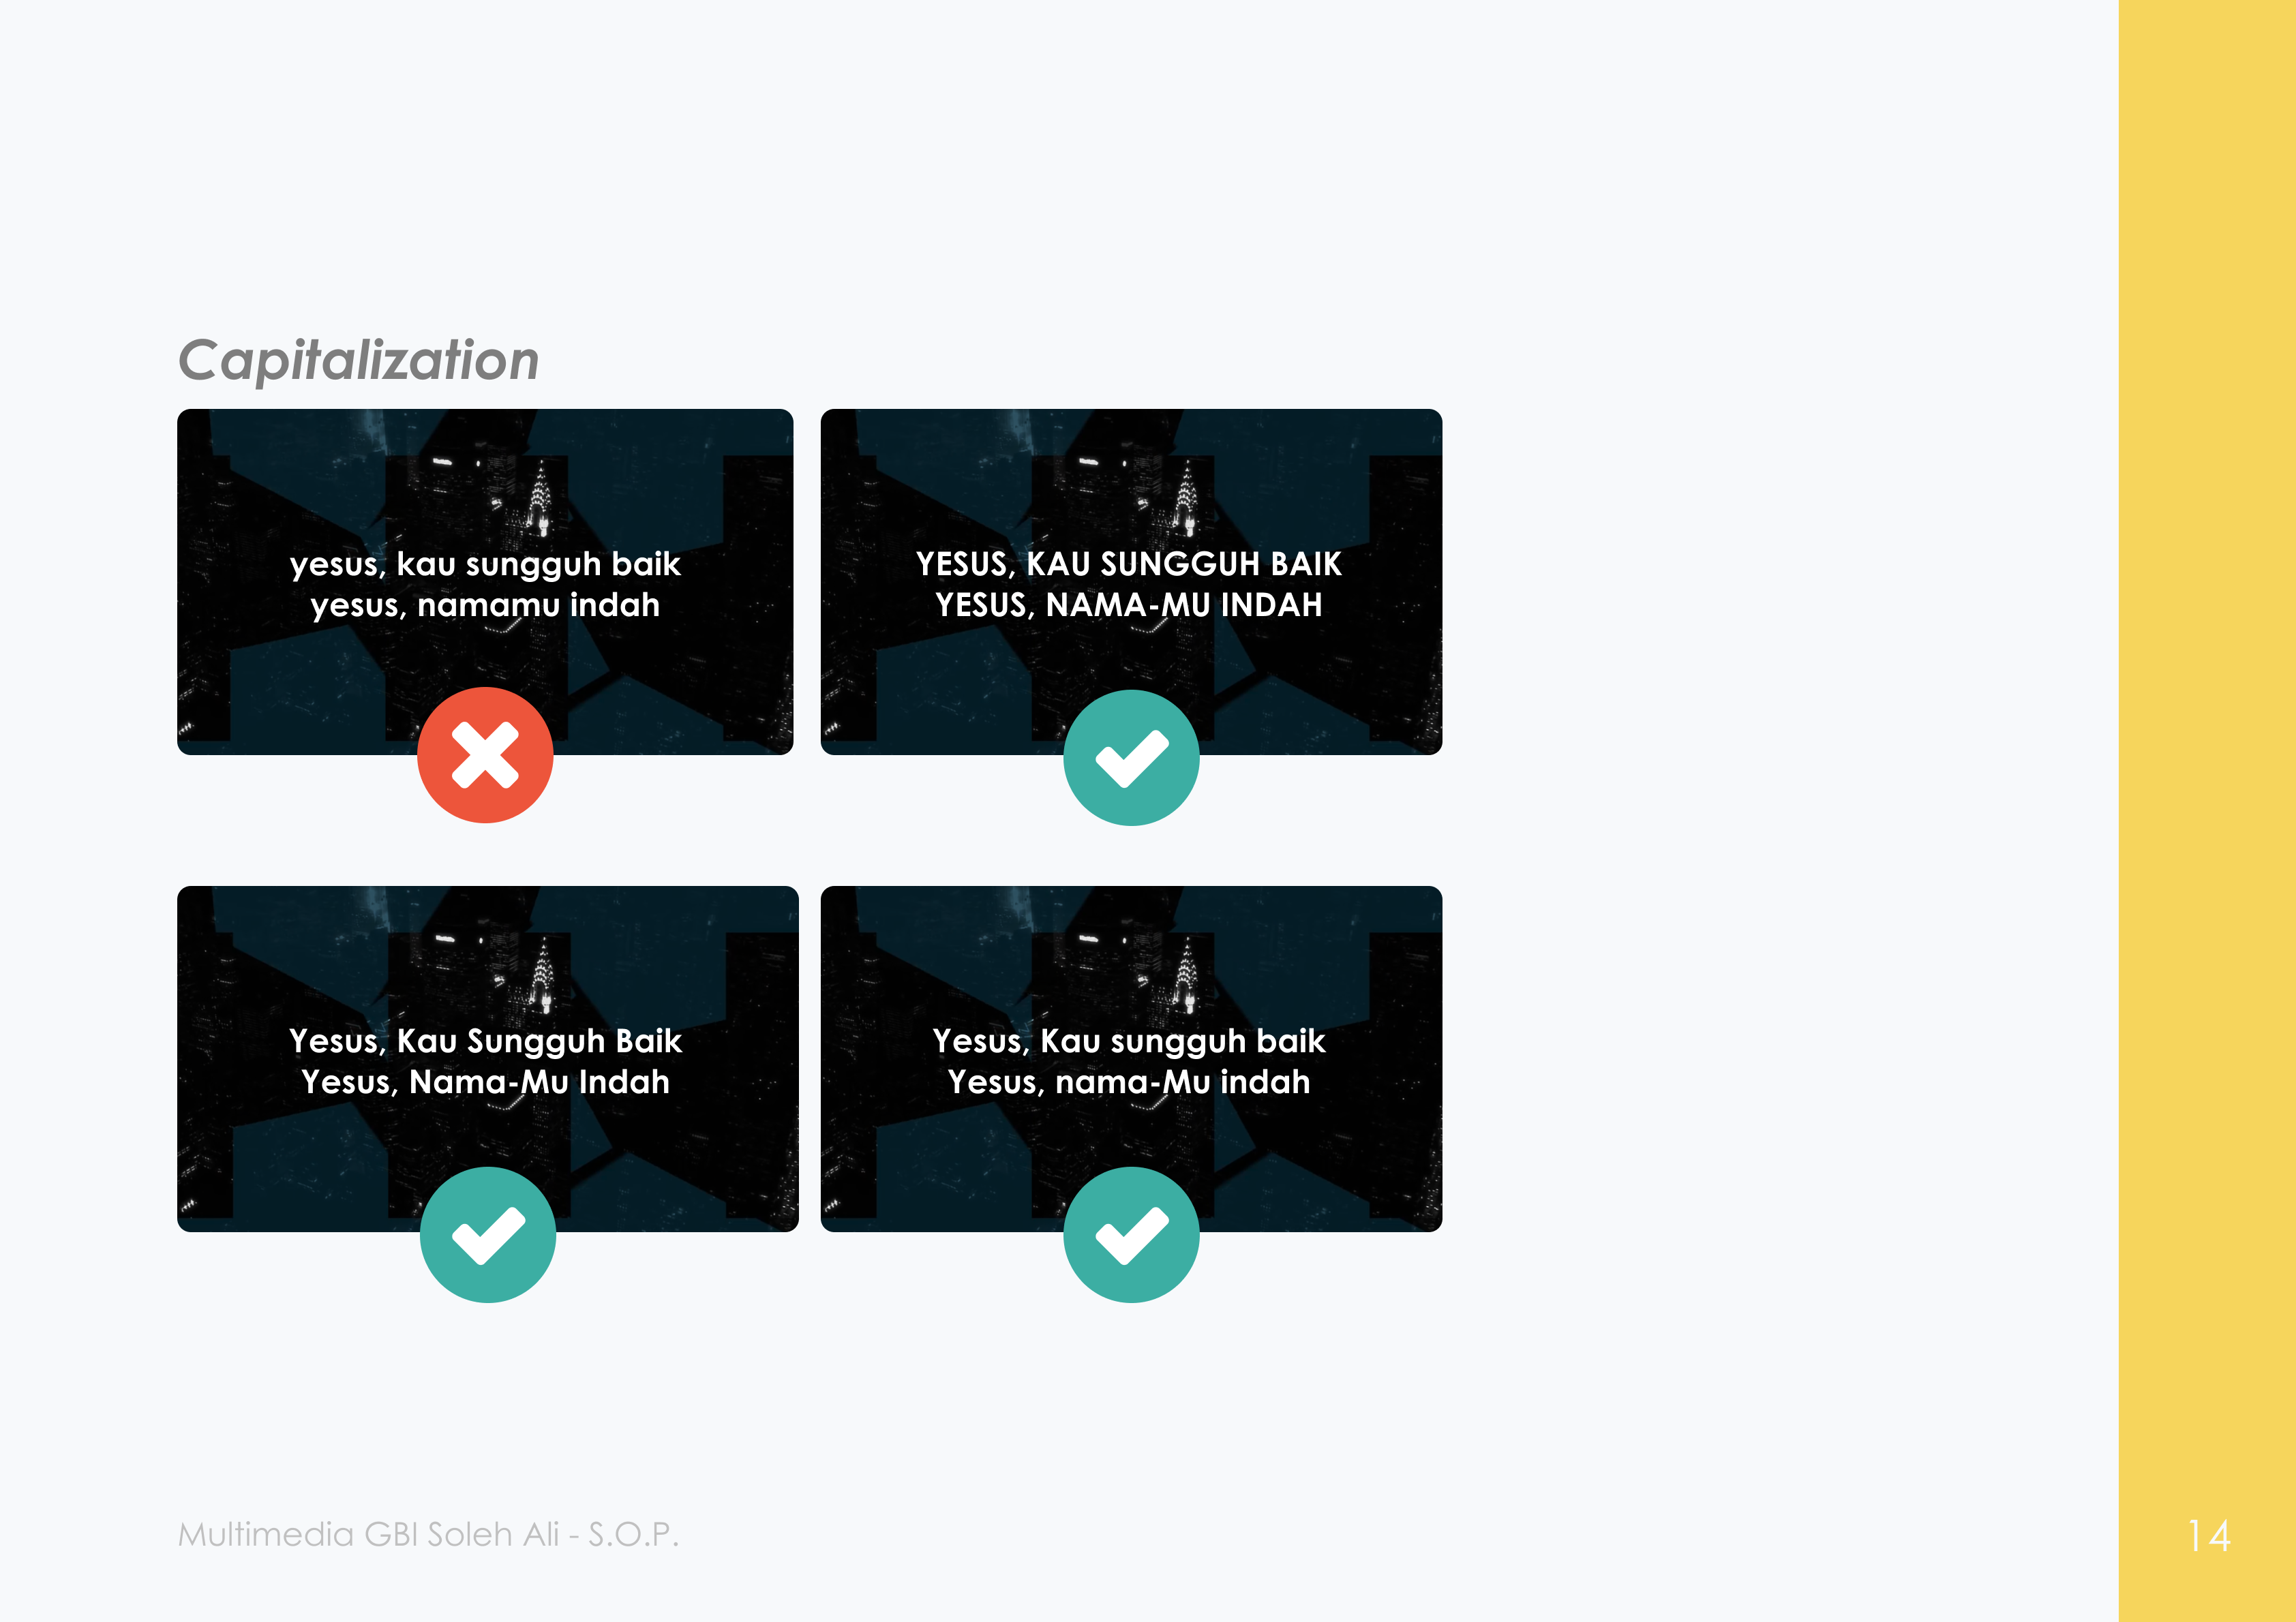 Capitalization
yesus, kau sungguh baik
yesus, namamu indah
YESUS, KAU SUNGGUH BAIK
YESUS, NAMA-MU INDAH
Yesus, Kau Sungguh Baik
Yesus, Nama-Mu Indah
Yesus, Kau sungguh baik
Yesus, nama-Mu indah
Multimedia GBI Soleh Ali - S.O.P.
14